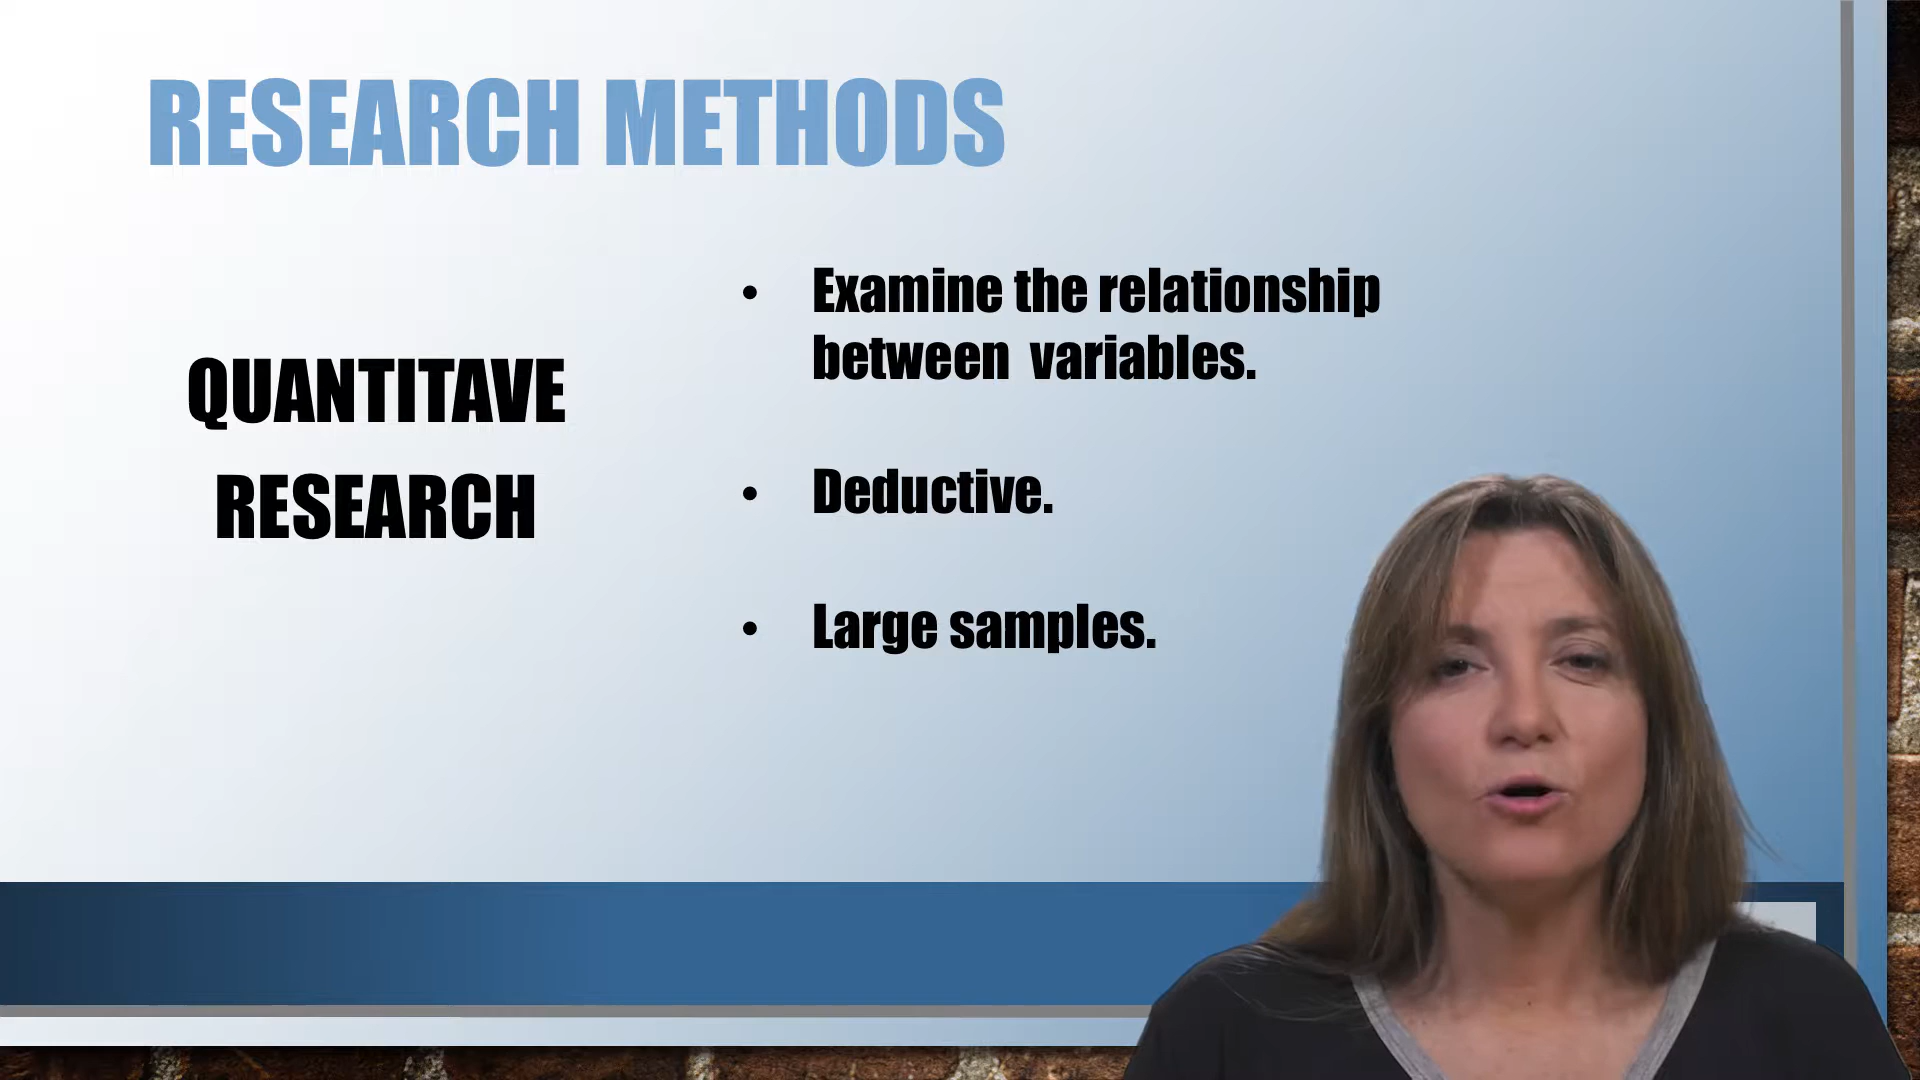 RESEARCH METHODS
QUANTITAVE
RESEARCH
• Examine the relationship
between variables.
• Deductive.
• Large samples.